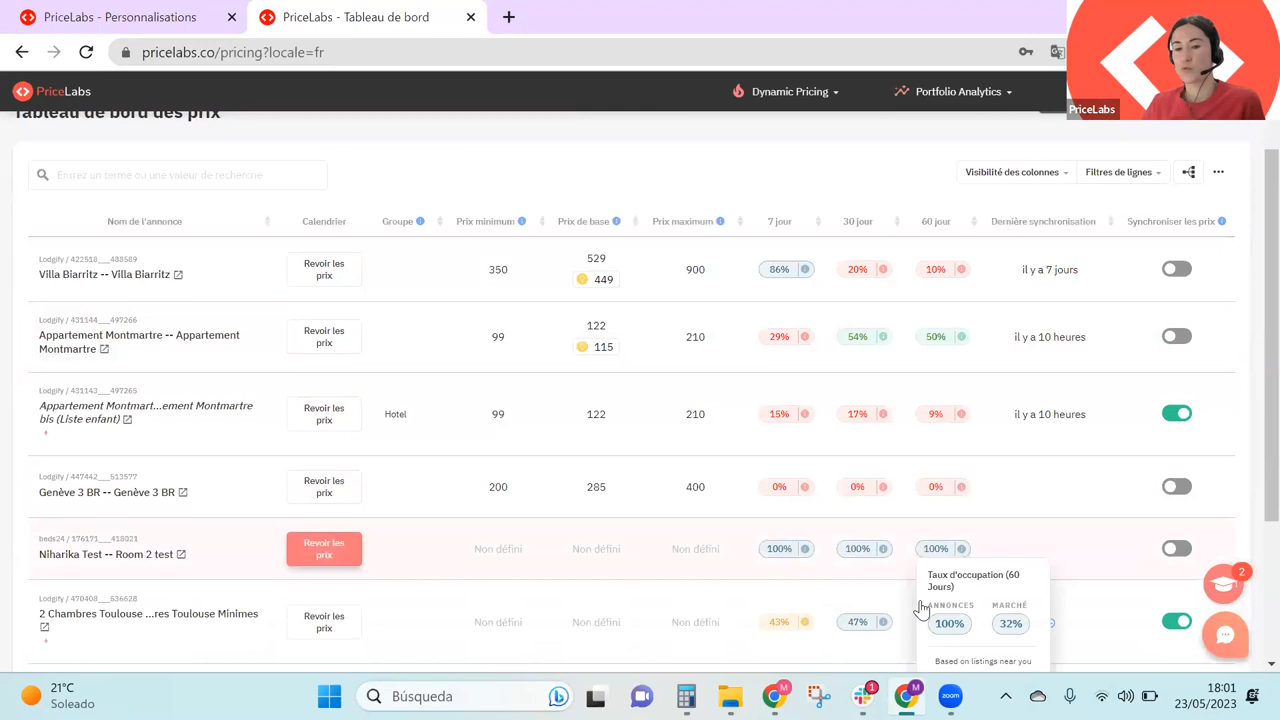 PriceLabs - Personnalisations
PriceLabs - Tableau de bord
pricelabs.co/pricing?locale=fr
PriceLabs
Dynamic Pricing
Portfolio Analytics
PriceLabs
Tableau de bord des prix
Entrez un terme ou une valeur de recherche
Visibilité des colonnes
Filtres de lignes
Nom de l'annonce Calendrier Groupe Prix minimum Prix de base Prix maximum 7 jour 30 jour 60 jour Dernière synchronisation Synchroniser les prix
Lodgify / 422518___488589
Villa Biarritz -- Villa Biarritz
Revoir les
prix
350
529
449
900
86%
20%
10%
il y a 7 jours
Lodgify / 431144___497266
Appartement Montmartre -- Appartement
Montmartre
Revoir les
prix
99
122
115
210
29%
54%
50%
il y a 10 heures
Lodgify / 431143___497265
Appartement Montmart...ement Montmartre
bis (Liste enfant)
Revoir les
prix
Hotel
99
122
210
15%
17%
9%
il y a 10 heures
Lodgify / 447442___513577
Genève 3 BR -- Genève 3 BR
Revoir les
prix
200
285
400
0%
0%
0%
beds24 / 176171___418021
Niharika Test -- Room 2 test
Revoir les
prix
Non défini
Non défini
Non défini
100%
100%
100%
Lodgify / 470408___536628
2 Chambres Toulouse ...res Toulouse Minimes
Revoir les
prix
Non défini
Non défini
Non défini
43%
47%
Taux d'occupation (60
Jours)
ANNONCES MARCHÉ
100% 32%
Based on listings near you
2
21°C
Soleado
Búsqueda
M
1
M
zoom
18:01
23/05/2023